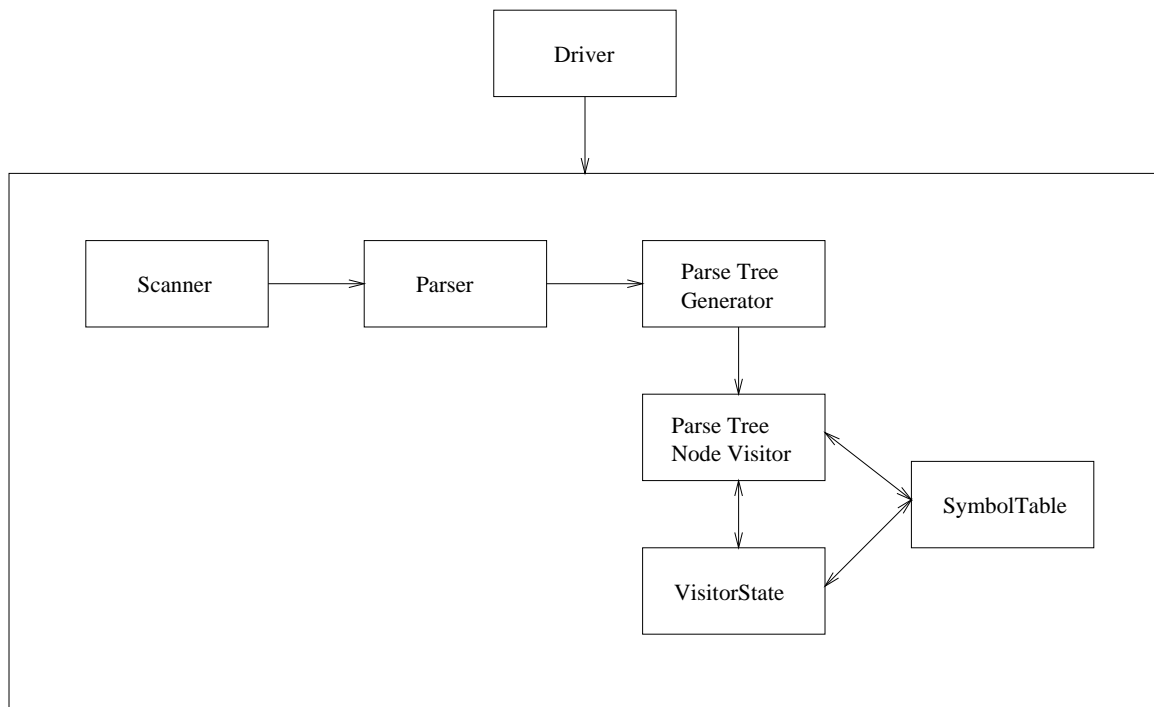 Driver
Scanner
Parser
Parse Tree
Generator
Parse Tree
Node Visitor
SymbolTable
VisitorState